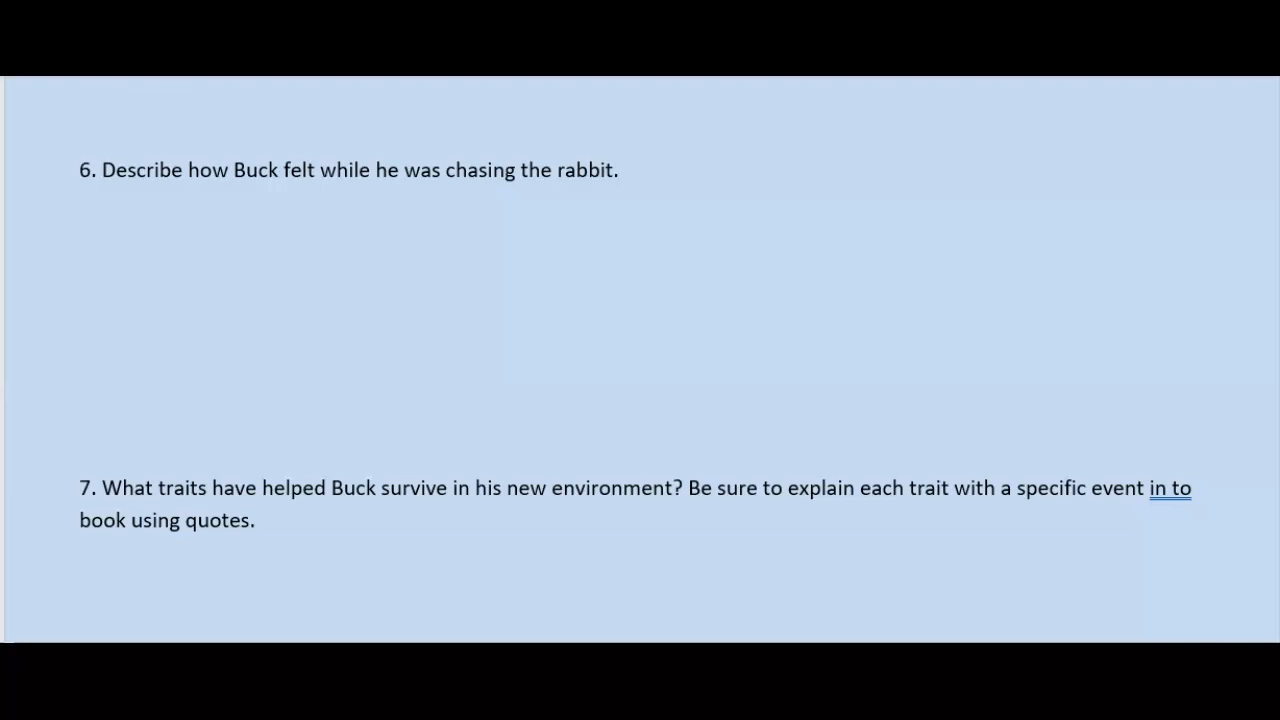 6. Describe how Buck felt while he was chasing the rabbit.
7. What traits have helped Buck survive in his new environment? Be sure to explain each trait with a specific event in to
book using quotes.